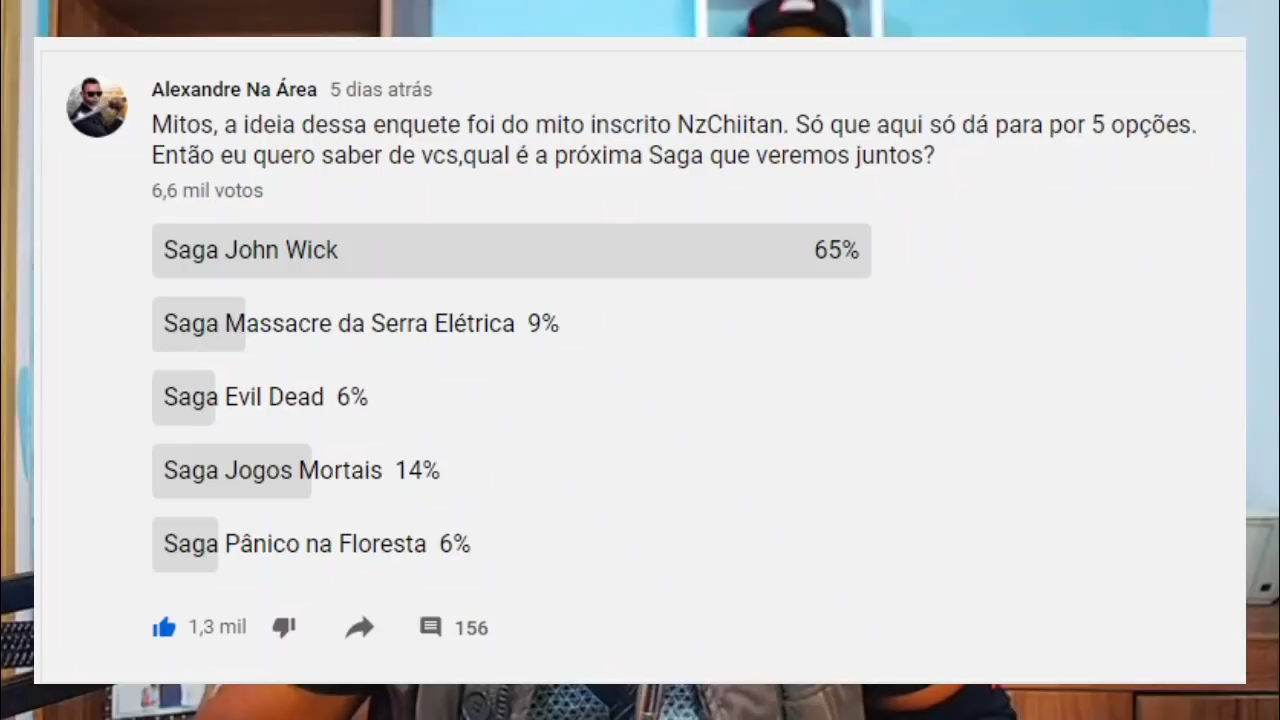 Alexandre Na Área 5 dias atrás
Mitos, a ideia dessa enquete foi do mito inscrito NzChiitan. Só que aqui só dá para por 5 opções.
Então eu quero saber de vcs,qual é a próxima Saga que veremos juntos?
6,6 mil votos
Saga John Wick 65%
Saga Massacre da Serra Elétrica 9%
Saga Evil Dead 6%
Saga Jogos Mortais 14%
Saga Pânico na Floresta 6%
1,3 mil 156